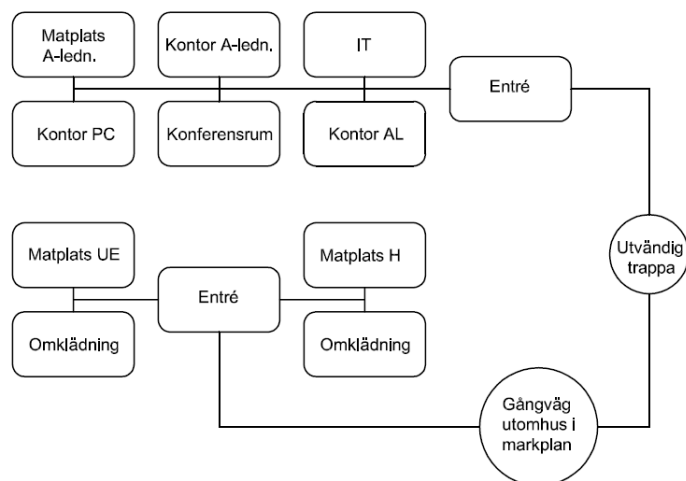 Matplats
A-ledn.
Kontor A-ledn.
IT
Entré
Kontor PC
Konferensrum
Kontor AL
Utvändig
trappa
Matplats UE
Matplats H
Entré
Omklädning
Omklädning
Gångväg
utomhus i
markplan